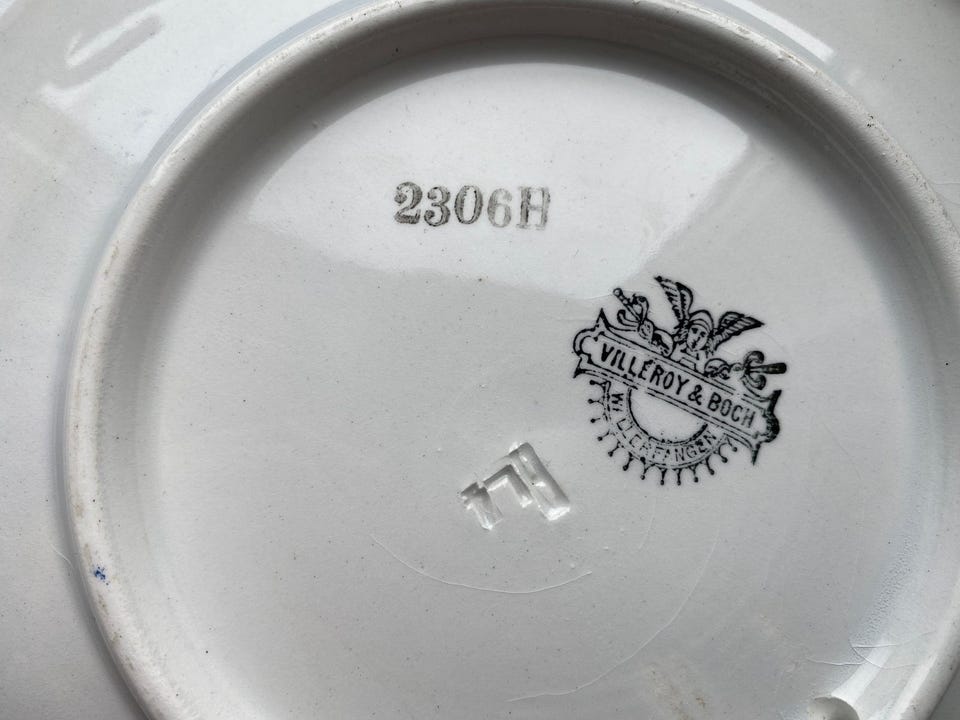 2306H
VILLEROY & BOCH
WALLERFANGEN